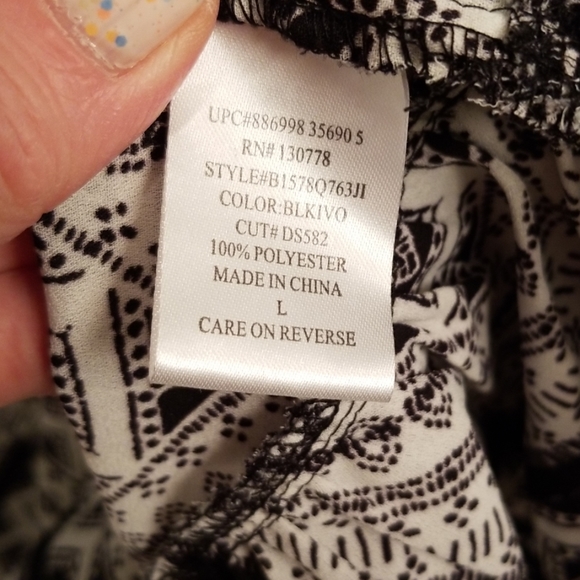 UPC#886998 35690 5
RN# 130778
STYLE#B1578Q763JI
COLOR:BLKIVO
CUT# DS582
100% POLYESTER
MADE IN CHINA
L
CARE ON REVERSE